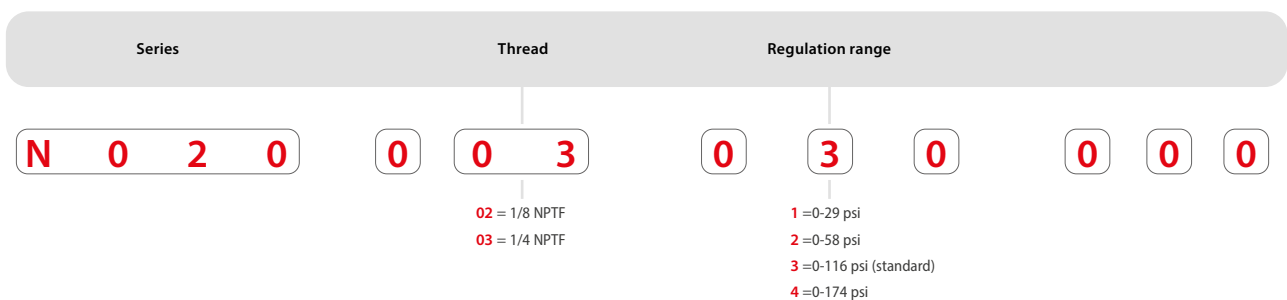 Series Thread Regulation range
N 0 2 0 0 0 3 0 3 0 0 0 0
02 = 1/8 NPTF
03 = 1/4 NPTF
1 =0-29 psi
2 =0-58 psi
3 =0-116 psi (standard)
4 =0-174 psi